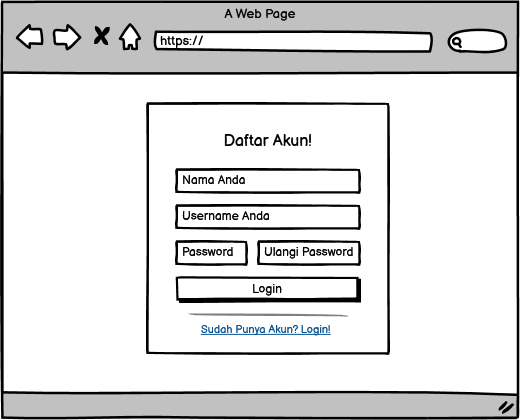 A Web Page
https://
Daftar Akun!
Nama Anda
Username Anda
Password Ulangi Password
Login
Sudah Punya Akun? Login!